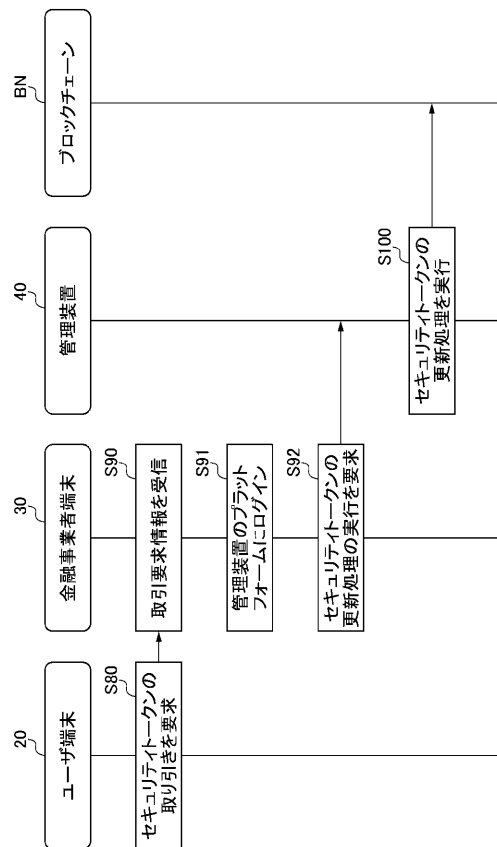 20
ユーザ端末
30
金融事業者端末
40
管理装置
BN
ブロックチェーン
S80
セキュリティトークンの
取り引きを要求
S90
取引要求情報を受信
S91
管理装置のプラット
フォームにログイン
S92
セキュリティトークンの
更新処理の実行を要求
S100
セキュリティトークンの
更新処理を実行